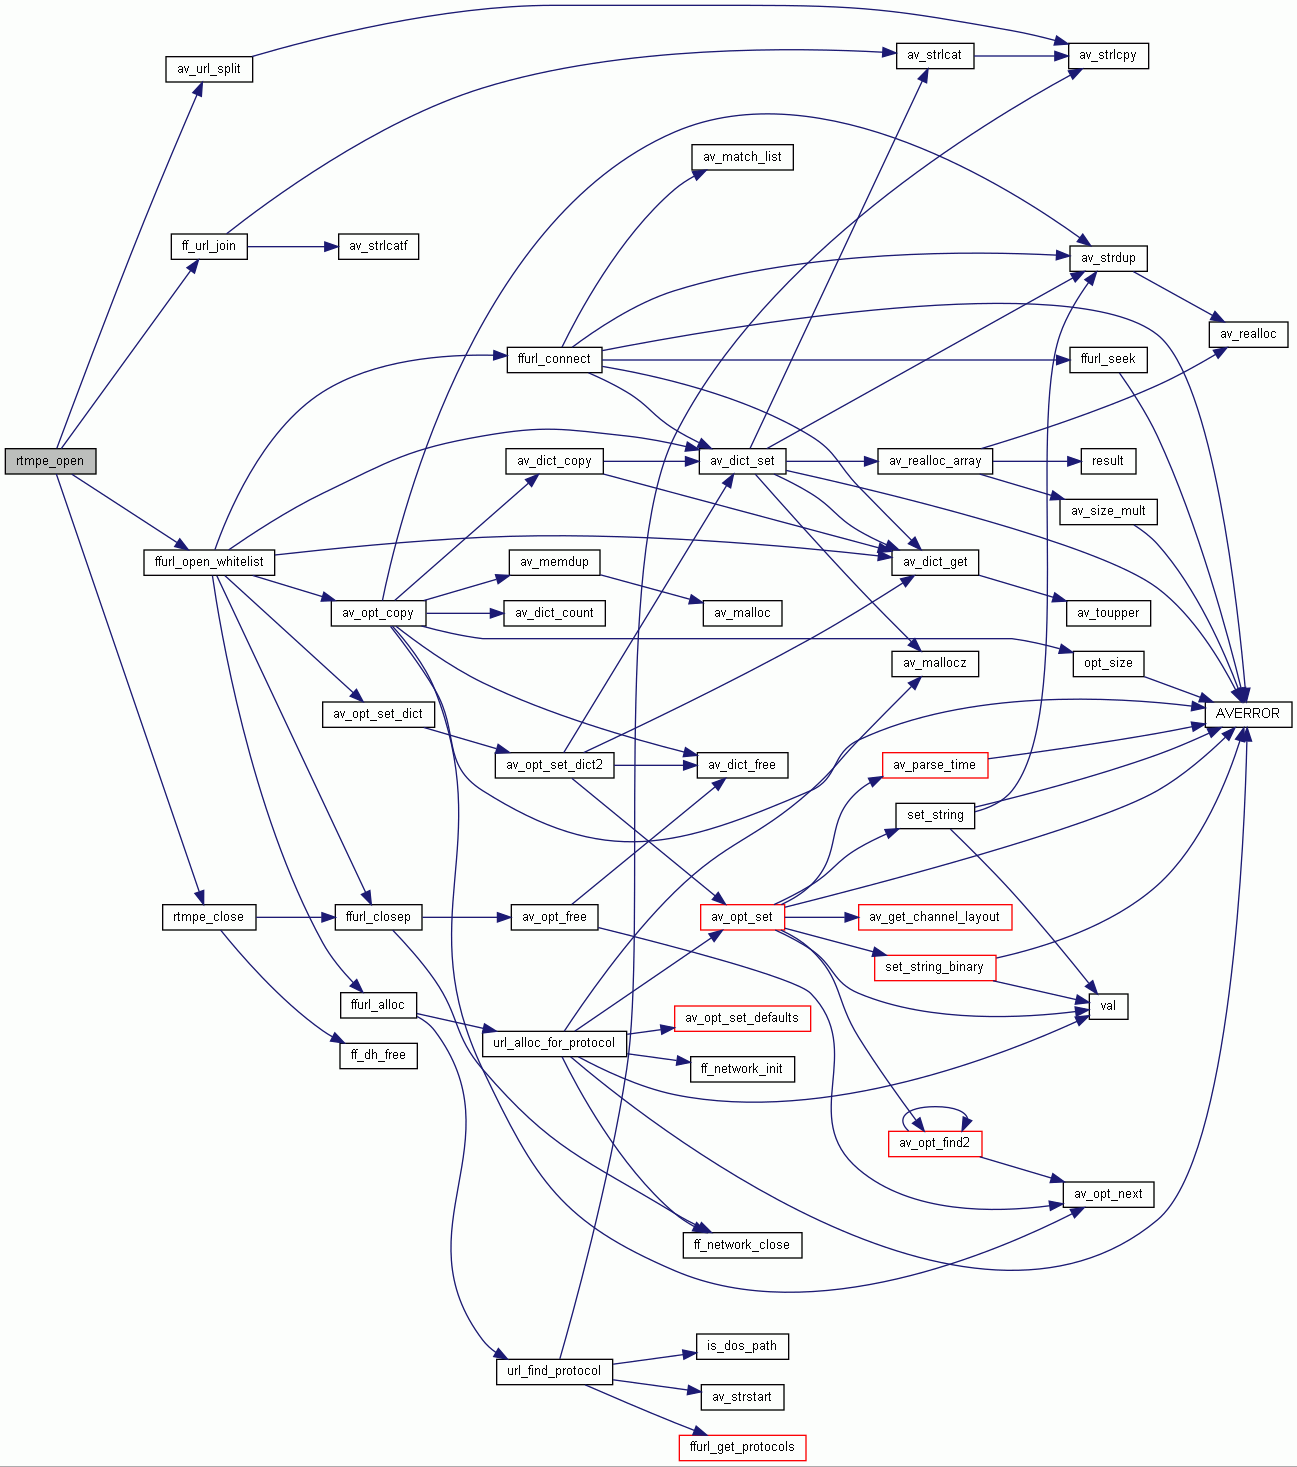 av_url_split
av_strlcat
av_strlcpy
av_match_list
ff_url_join
av_strlcatf
av_strdup
av_realloc
ffurl_connect
ffurl_seek
rtmpe_open
av_dict_copy
av_dict_set
av_realloc_array
result
av_size_mult
ffurl_open_whitelist
av_memdup
av_dict_get
av_opt_copy
av_dict_count
av_malloc
av_toupper
av_mallocz
opt_size
av_opt_set_dict
AVERROR
av_opt_set_dict2
av_dict_free
av_parse_time
set_string
rtmpe_close
ffurl_closep
av_opt_free
av_opt_set
av_get_channel_layout
set_string_binary
ffurl_alloc
val
av_opt_set_defaults
url_alloc_for_protocol
ff_dh_free
ff_network_init
av_opt_find2
av_opt_next
ff_network_close
is_dos_path
url_find_protocol
av_strstart
ffurl_get_protocols